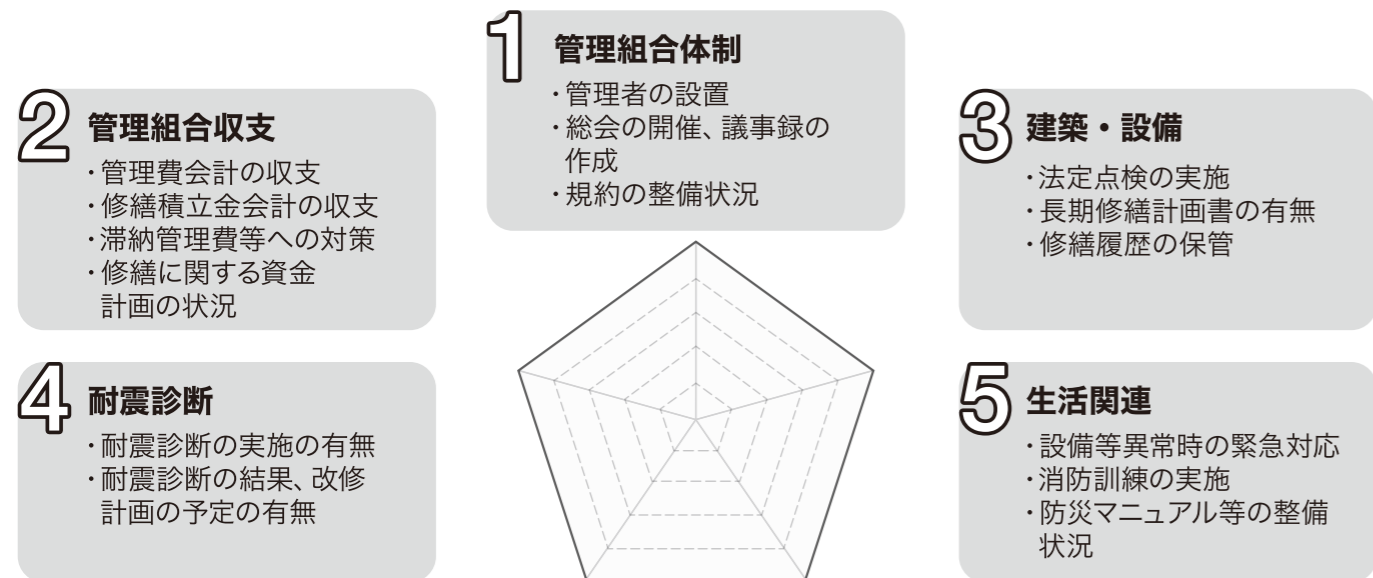 1
管理組合体制
・管理者の設置
・総会の開催、議事録の
作成
・規約の整備状況
2
管理組合収支
・管理費会計の収支
・修繕積立金会計の収支
・滞納管理費等への対策
・修繕に関する資金
計画の状況
3
建築・設備
・法定点検の実施
・長期修繕計画書の有無
・修繕履歴の保管
4
耐震診断
・耐震診断の実施の有無
・耐震診断の結果、改修
計画の予定の有無
5
生活関連
・設備等異常時の緊急対応
・消防訓練の実施
・防災マニュアル等の整備
状況